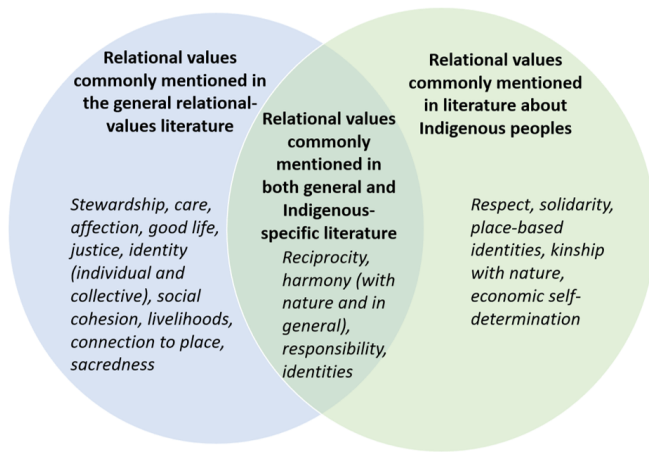 Relational values
commonly mentioned in
the general relational-
values literature
Stewardship, care,
affection, good life,
justice, identity
(individual and
collective), social
cohesion, livelihoods,
connection to place,
sacredness
Relational values
commonly
mentioned in
both general and
Indigenous-
specific literature
Reciprocity,
harmony (with
nature and in
general),
responsibility,
identities
Relational values
commonly mentioned
in literature about
Indigenous peoples
Respect, solidarity,
place-based
identities, kinship
with nature,
economic self-
determination